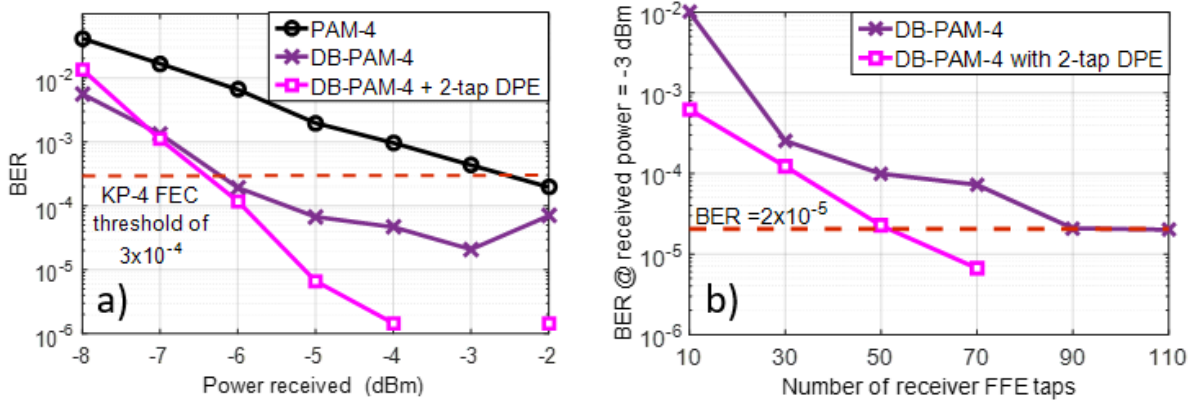 PAM-4
DB-PAM-4
DB-PAM-4 + 2-tap DPE
10^-2
10^-3
10^-4
10^-5
10^-6
BER
KP-4 FEC
threshold of
3x10^-4
a)
-8 -7 -6 -5 -4 -3 -2
Power received (dBm)
DB-PAM-4
DB-PAM-4 with 2-tap DPE
10^-2
10^-3
10^-4
10^-5
10^-6
BER @ received power = -3 dBm
BER =2x10^-5
b)
10 30 50 70 90 110
Number of receiver FFE taps